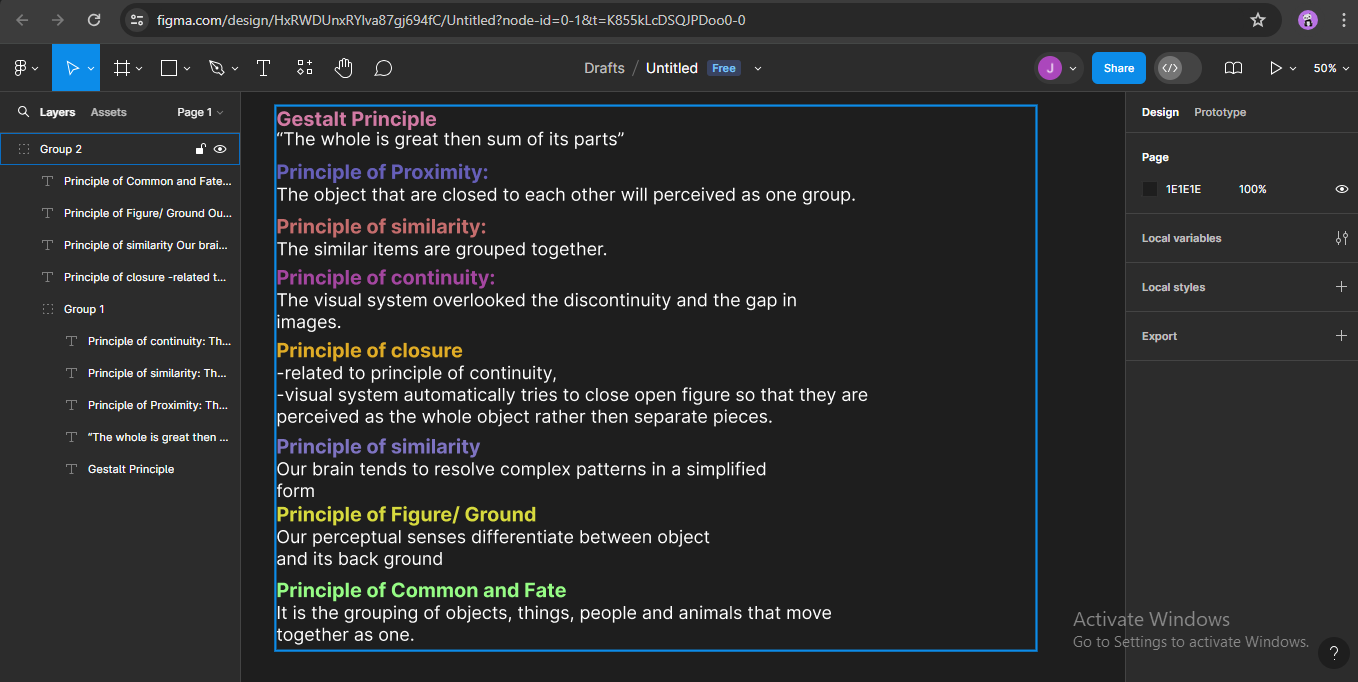 figma.com/design/HxRWDUnxRYlva87gj694fC/Untitled?node-id=0-1&t=K855kLcDSQJPDoo0-0
Drafts / Untitled Free
J
Share
50%
Layers Assets Page 1
Group 2
Principle of Common and Fate...
Principle of Figure/ Ground Ou...
Principle of similarity Our brai...
Principle of closure -related t...
Group 1
Principle of continuity: Th...
Principle of similarity: Th...
Principle of Proximity: Th...
“The whole is great then ...
Gestalt Principle
Gestalt Principle
“The whole is great then sum of its parts”
Principle of Proximity:
The object that are closed to each other will perceived as one group.
Principle of similarity:
The similar items are grouped together.
Principle of continuity:
The visual system overlooked the discontinuity and the gap in
images.
Principle of closure
-related to principle of continuity,
-visual system automatically tries to close open figure so that they are
perceived as the whole object rather then separate pieces.
Principle of similarity
Our brain tends to resolve complex patterns in a simplified
form
Principle of Figure/ Ground
Our perceptual senses differentiate between object
and its back ground
Principle of Common and Fate
It is the grouping of objects, things, people and animals that move
together as one.
Design Prototype
Page
1E1E1E 100%
Local variables
Local styles
Export
Activate Windows
Go to Settings to activate Windows.
?